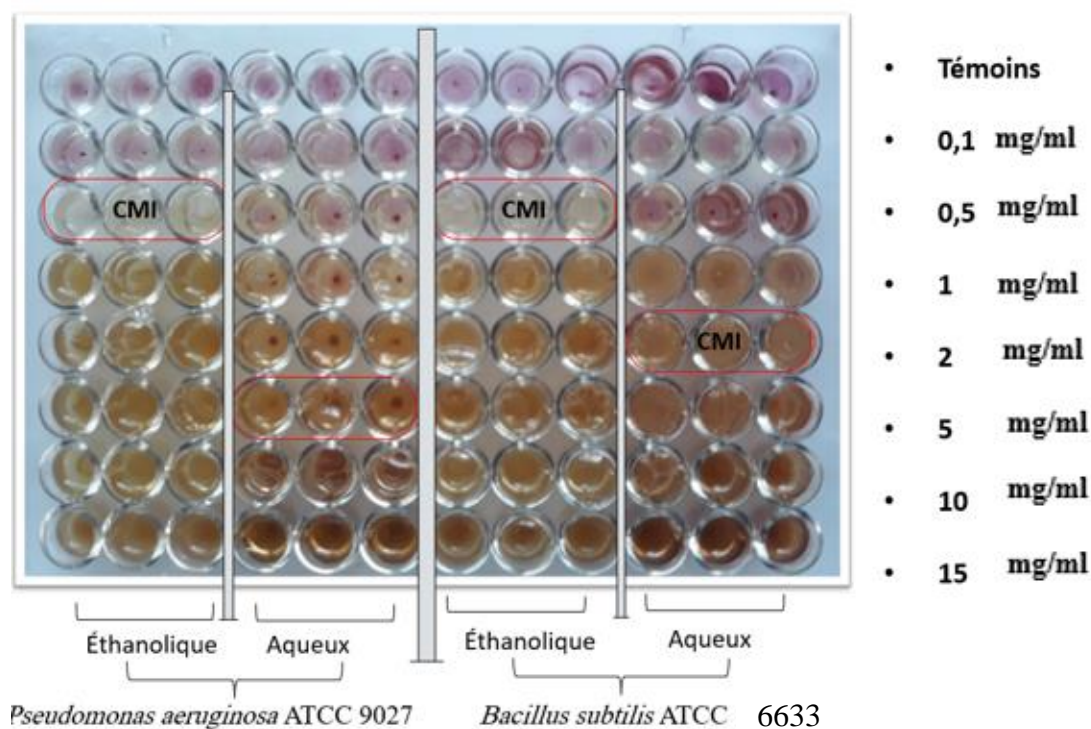 • Témoins
• 0,1 mg/ml
CMI CMI • 0,5 mg/ml
• 1 mg/ml
CMI • 2 mg/ml
• 5 mg/ml
• 10 mg/ml
• 15 mg/ml
Éthanolique Aqueux Éthanolique Aqueux
Pseudomonas aeruginosa ATCC 9027 Bacillus subtilis ATCC 6633